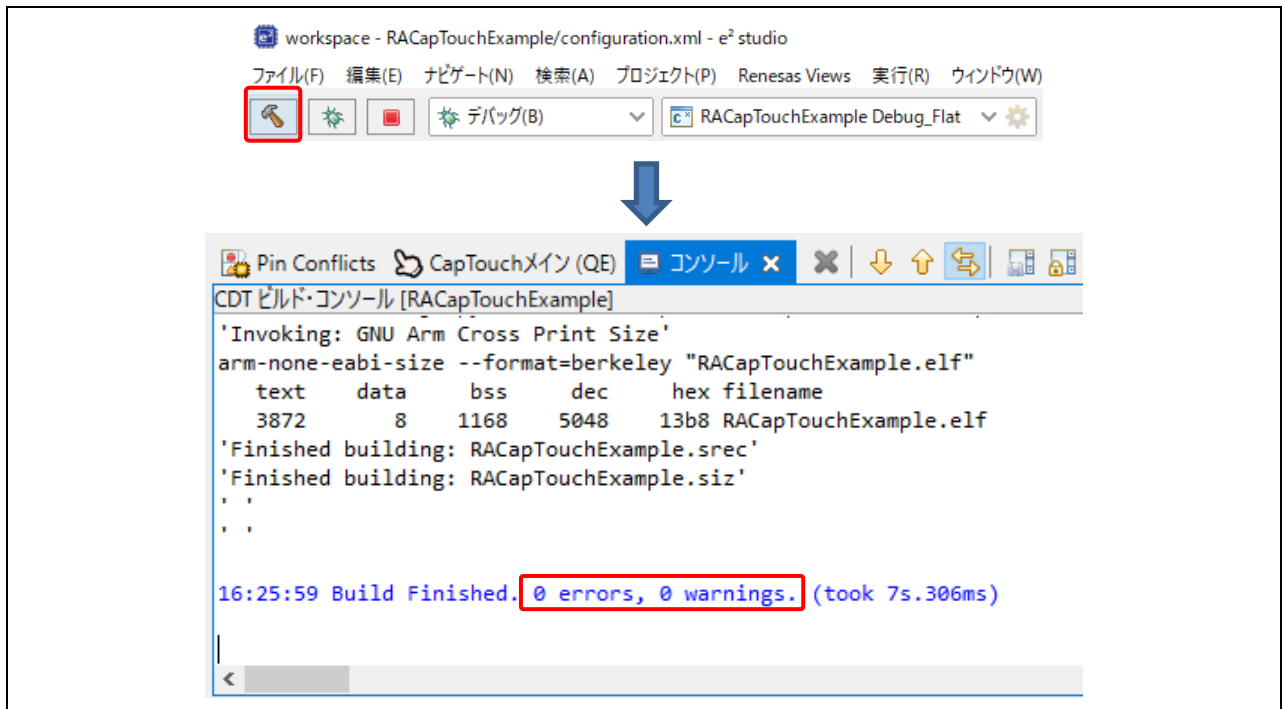 workspace - RACapTouchExample/configuration.xml - e² studio
ファイル(F) 編集(E) ナビゲート(N) 検索(A) プロジェクト(P) Renesas Views 実行(R) ウィンドウ(W)
デバッグ(B) RACapTouchExample Debug_Flat
Pin Conflicts CapTouchメイン (QE) コンソール
CDT ビルド・コンソール [RACapTouchExample]
'Invoking: GNU Arm Cross Print Size'
arm-none-eabi-size --format=berkeley "RACapTouchExample.elf"
text data bss dec hex filename
3872 8 1168 5048 13b8 RACapTouchExample.elf
'Finished building: RACapTouchExample.srec'
'Finished building: RACapTouchExample.siz'
' '
' '
16:25:59 Build Finished. 0 errors, 0 warnings. (took 7s.306ms)